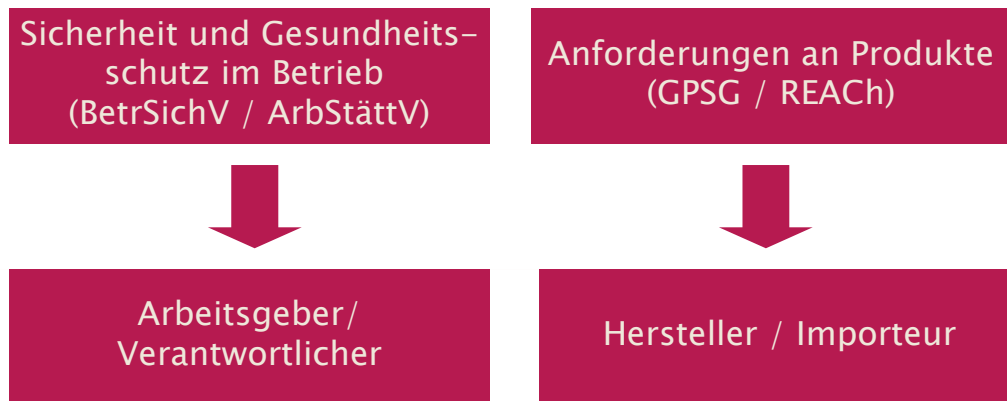 Sicherheit und Gesundheits-
schutz im Betrieb
(BetrSichV / ArbStättV)
Anforderungen an Produkte
(GPSG / REACh)
Arbeitsgeber/
Verantwortlicher
Hersteller / Importeur